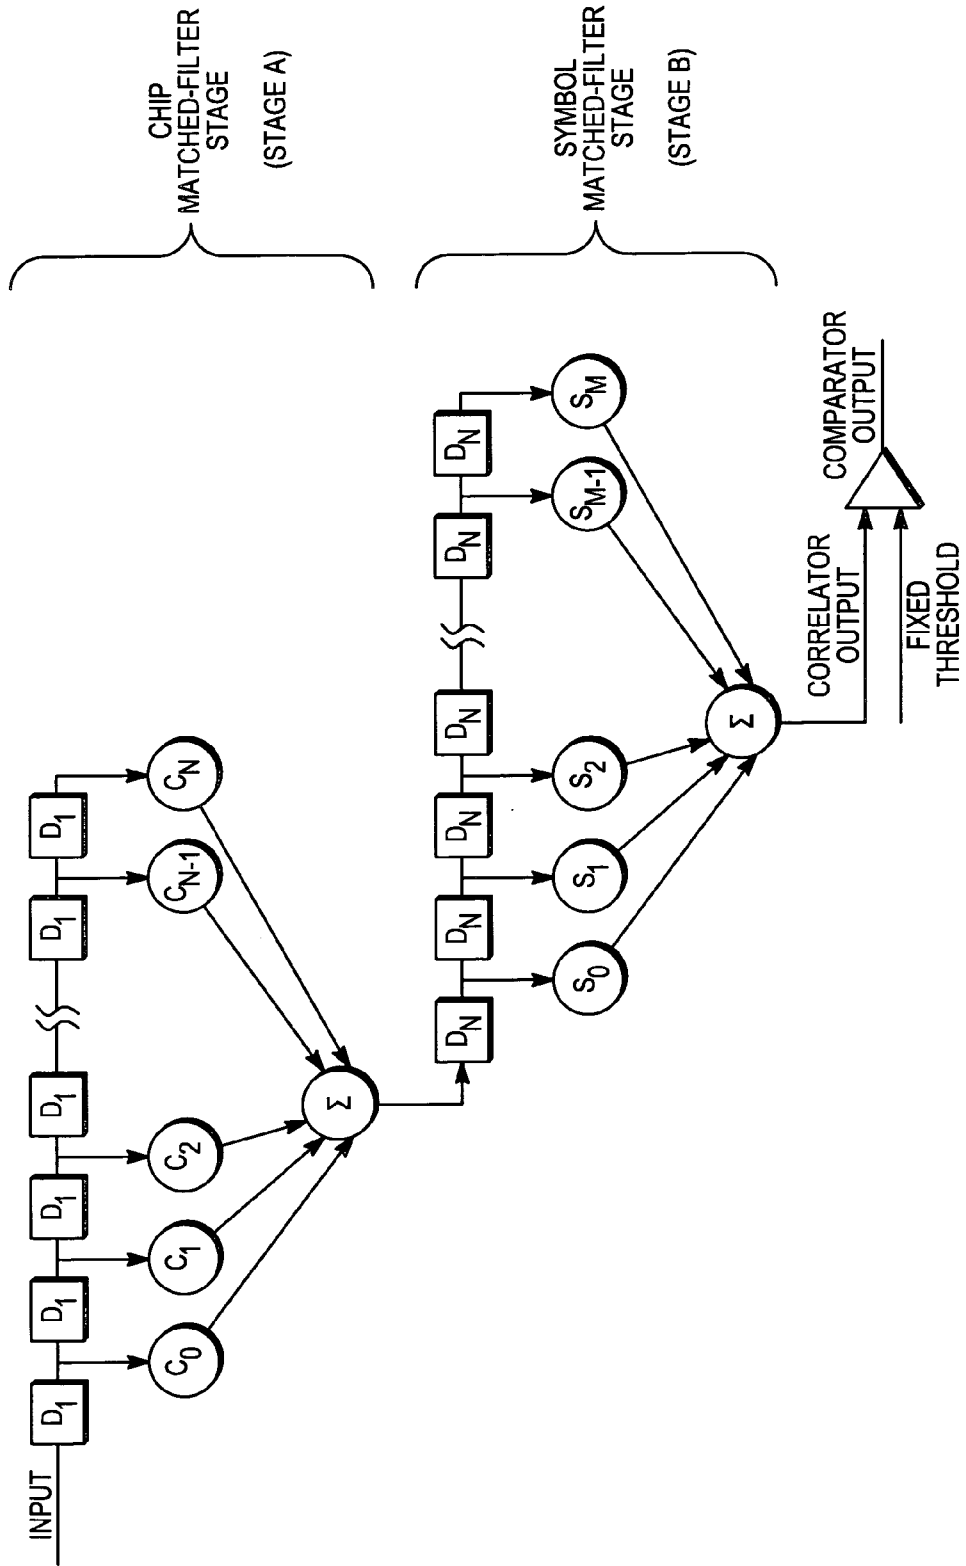 INPUT
D1
D1
D1
D1
D1
D1
C0
C1
C2
CN-1
CN
Σ
CHIP
MATCHED-FILTER
STAGE
(STAGE A)
DN
DN
DN
DN
DN
DN
S0
S1
S2
SM-1
SM
Σ
SYMBOL
MATCHED-FILTER
STAGE
(STAGE B)
CORRELATOR
OUTPUT
FIXED
THRESHOLD
COMPARATOR
OUTPUT